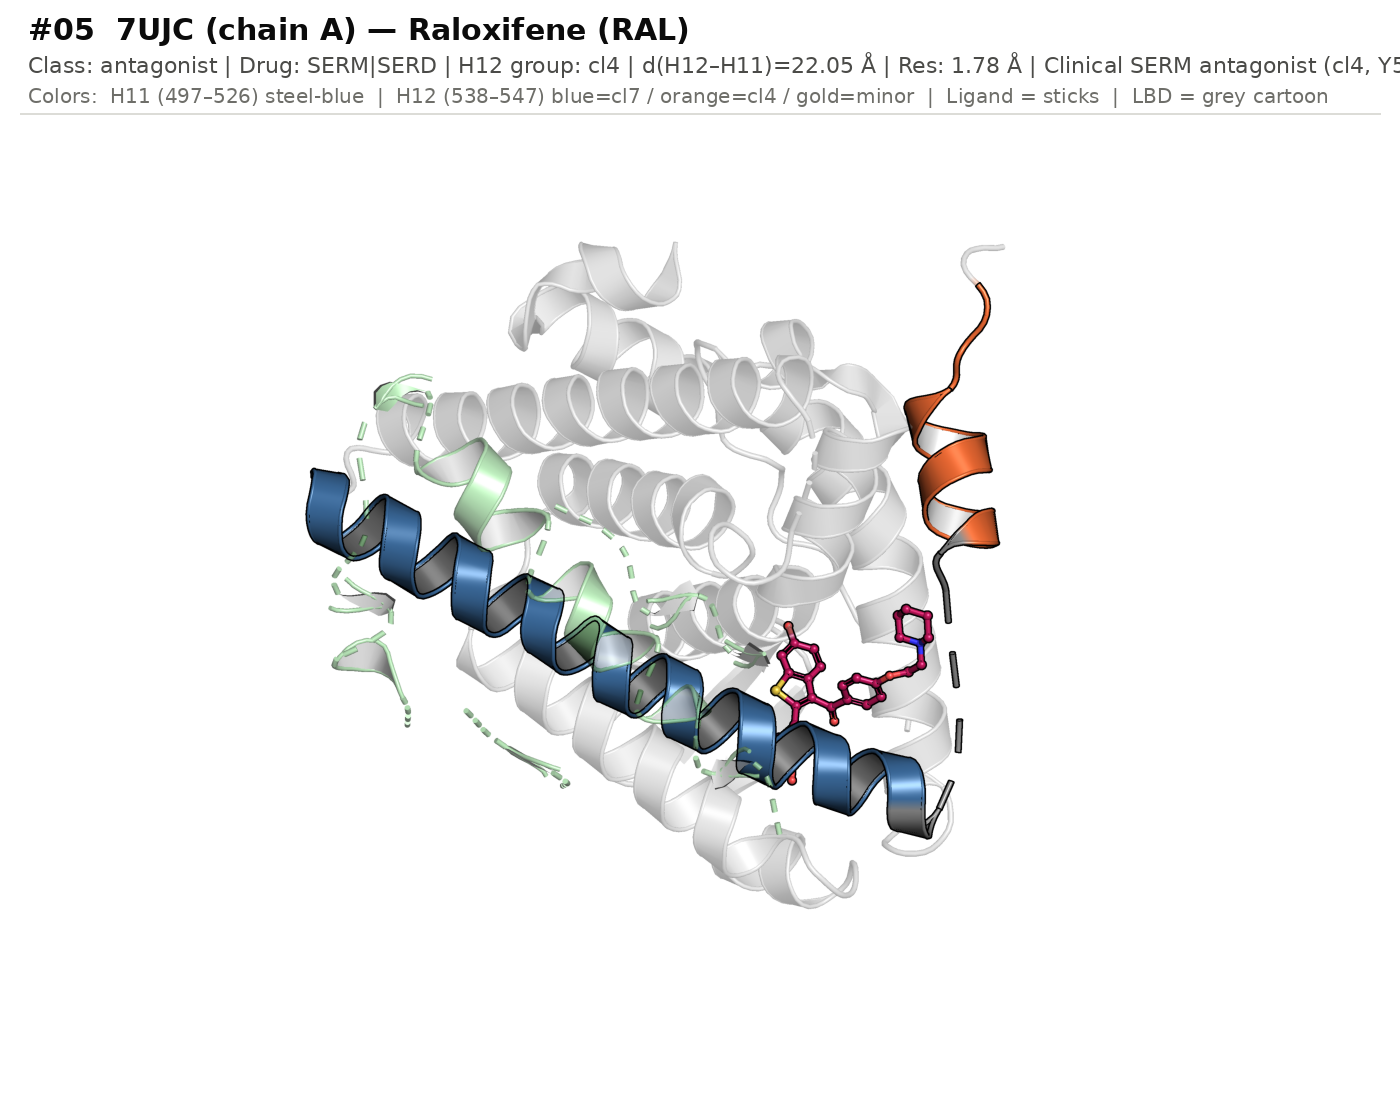 #05 7UJC (chain A) — Raloxifene (RAL)
Class: antagonist | Drug: SERM|SERD | H12 group: cl4 | d(H12–H11)=22.05 Å | Res: 1.78 Å | Clinical SERM antagonist (cl4, Y5
Colors: H11 (497–526) steel-blue | H12 (538–547) blue=cl7 / orange=cl4 / gold=minor | Ligand = sticks | LBD = grey cartoon